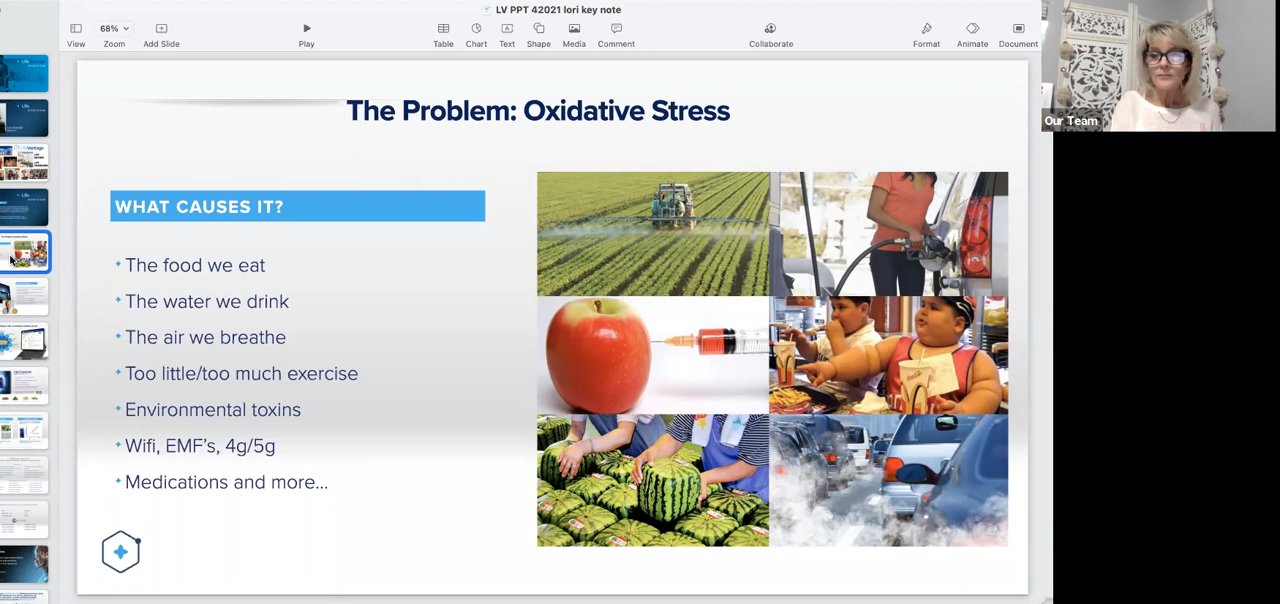 LV PPT 42021 lori key note
68%
View
Zoom
Add Slide
Play
Table
Chart
Text
Shape
Media
Comment
Collaborate
Format
Animate
Document
Our Team
The Problem: Oxidative Stress
WHAT CAUSES IT?
The food we eat
The water we drink
The air we breathe
Too little/too much exercise
Environmental toxins
Wifi, EMF's, 4g/5g
Medications and more...